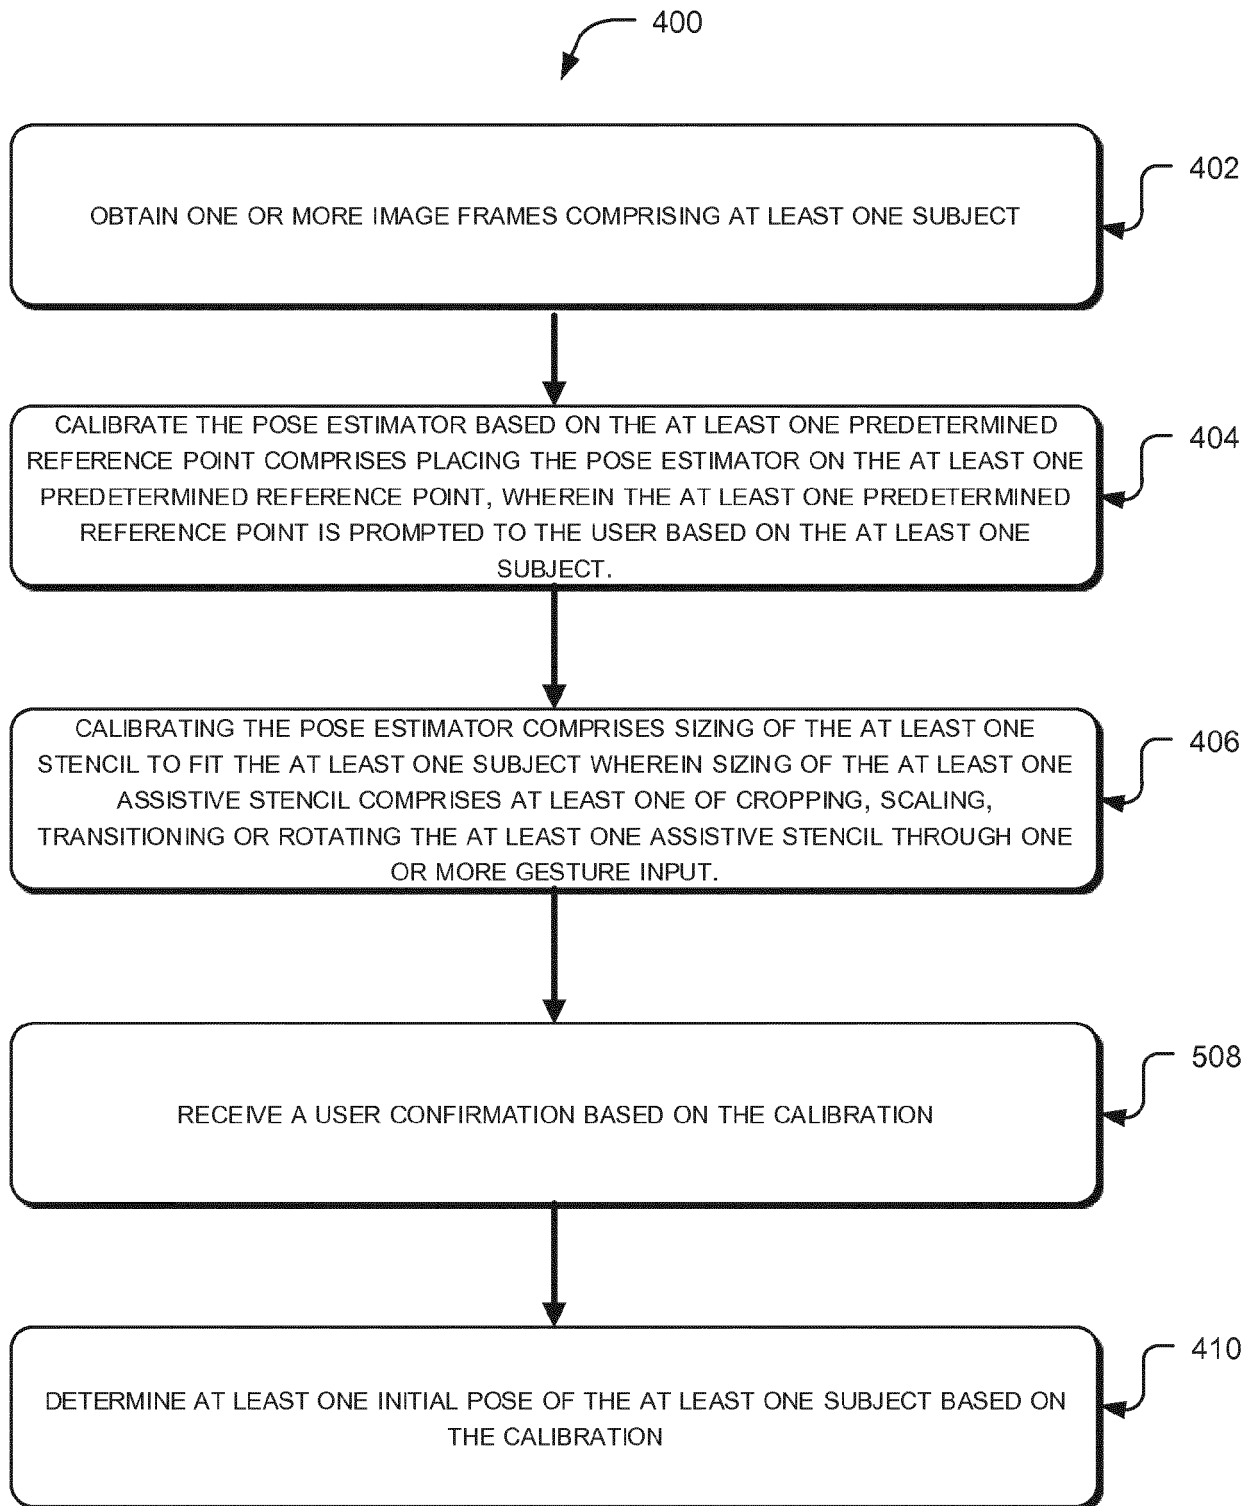 400
OBTAIN ONE OR MORE IMAGE FRAMES COMPRISING AT LEAST ONE SUBJECT
402
CALIBRATE THE POSE ESTIMATOR BASED ON THE AT LEAST ONE PREDETERMINED
REFERENCE POINT COMPRISES PLACING THE POSE ESTIMATOR ON THE AT LEAST ONE
PREDETERMINED REFERENCE POINT, WHEREIN THE AT LEAST ONE PREDETERMINED
REFERENCE POINT IS PROMPTED TO THE USER BASED ON THE AT LEAST ONE
SUBJECT.
404
CALIBRATING THE POSE ESTIMATOR COMPRISES SIZING OF THE AT LEAST ONE
STENCIL TO FIT THE AT LEAST ONE SUBJECT WHEREIN SIZING OF THE AT LEAST ONE
ASSISTIVE STENCIL COMPRISES AT LEAST ONE OF CROPPING, SCALING,
TRANSITIONING OR ROTATING THE AT LEAST ONE ASSISTIVE STENCIL THROUGH ONE
OR MORE GESTURE INPUT.
406
RECEIVE A USER CONFIRMATION BASED ON THE CALIBRATION
508
DETERMINE AT LEAST ONE INITIAL POSE OF THE AT LEAST ONE SUBJECT BASED ON
THE CALIBRATION
410